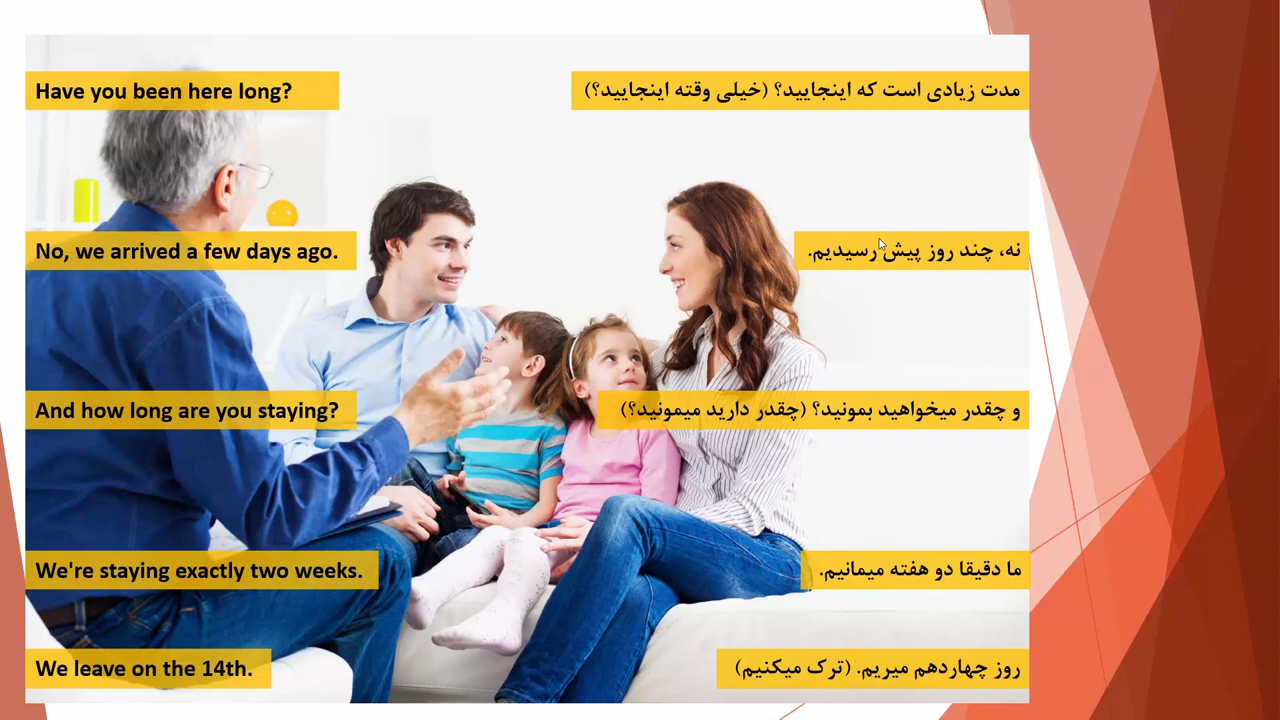 Have you been here long?
مدت زیادی است که اینجایید؟ (خیلی وقته اینجایید؟)
No, we arrived a few days ago.
نه، چند روز پیش رسیدیم.
And how long are you staying?
و چقدر میخواهید بمونید؟ (چقدر دارید میمونید؟)
We're staying exactly two weeks.
ما دقیقا دو هفته میمانیم.
We leave on the 14th.
روز چهاردهم میریم. (ترک میکنیم)